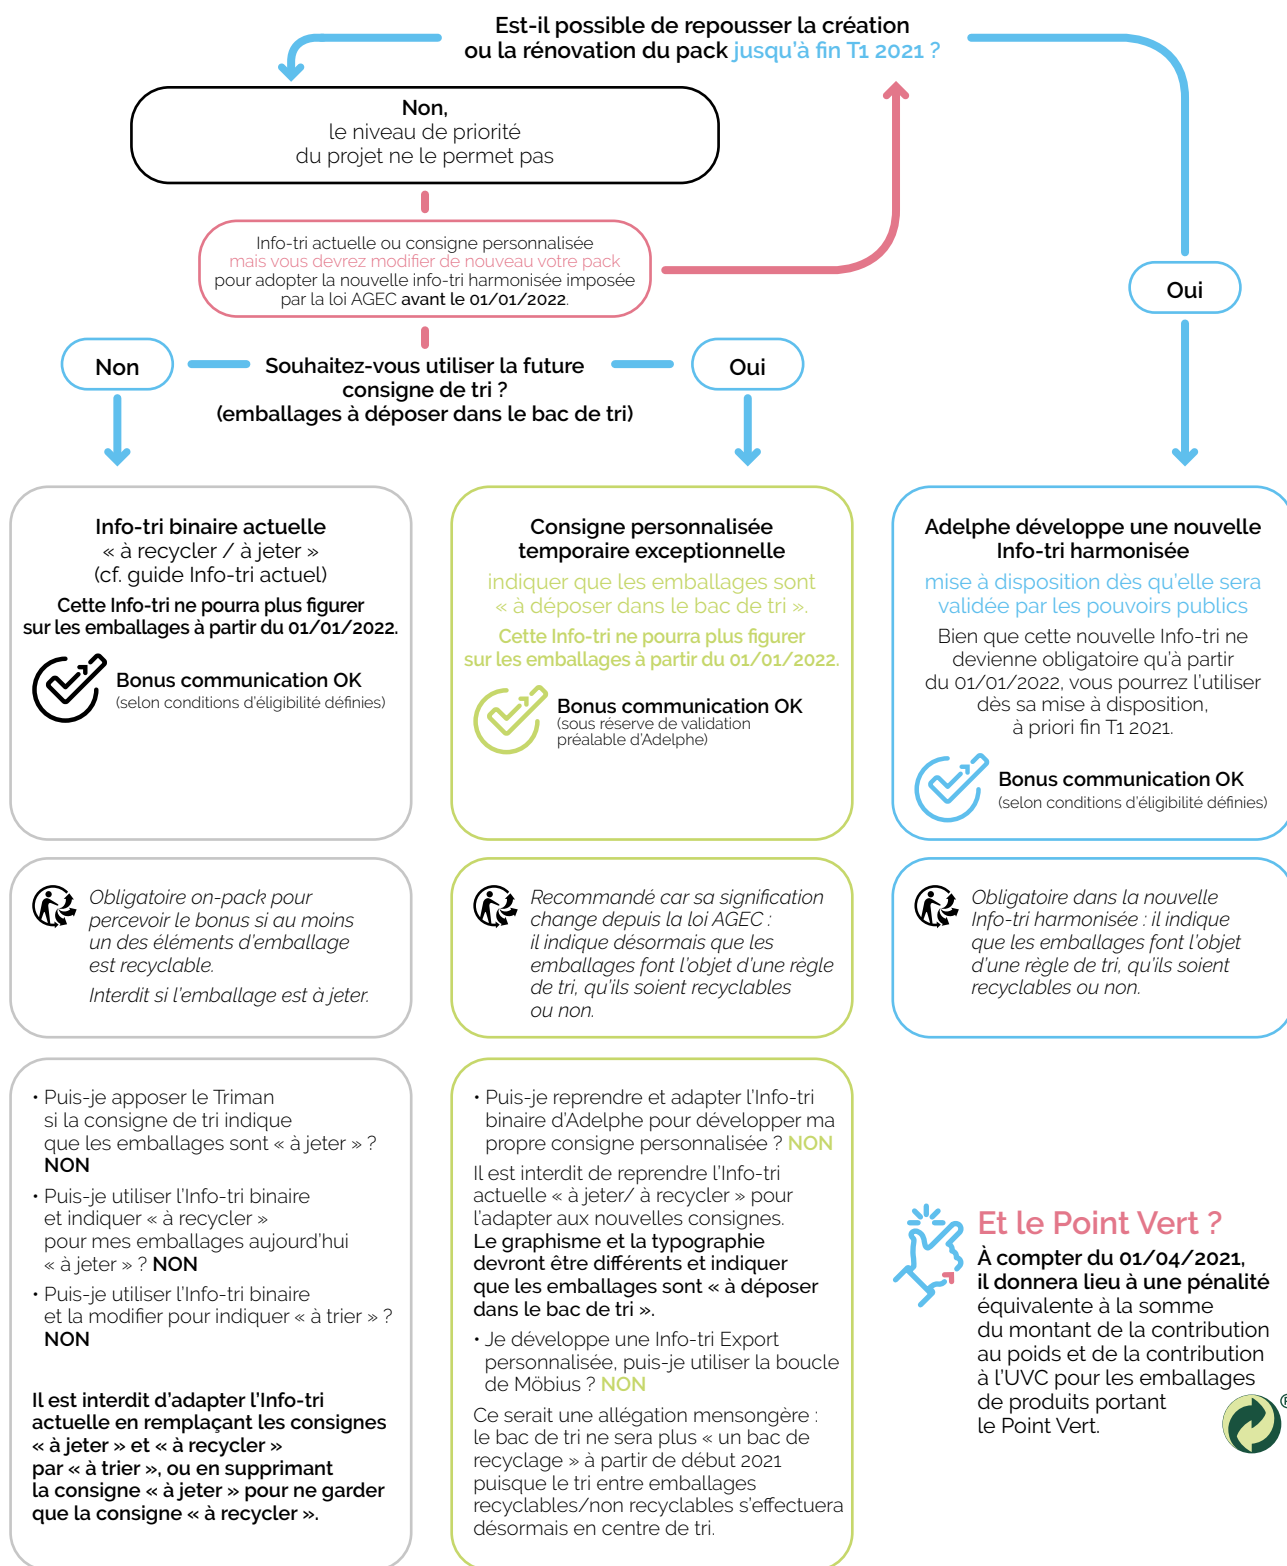 Est-il possible de repousser la création
ou la rénovation du pack jusqu'à fin T1 2021 ?
Non,
le niveau de priorité
du projet ne le permet pas
Info-tri actuelle ou consigne personnalisée
mais vous devrez modifier de nouveau votre pack
pour adopter la nouvelle info-tri harmonisée imposée
par la loi AGEC avant le 01/01/2022.
Oui
Non
Souhaitez-vous utiliser la future
consigne de tri ?
(emballages à déposer dans le bac de tri)
Oui
Info-tri binaire actuelle
« à recycler / à jeter »
(cf. guide Info-tri actuel)
Cette Info-tri ne pourra plus figurer
sur les emballages à partir du 01/01/2022.
Bonus communication OK
(selon conditions d'éligibilité définies)
Consigne personnalisée
temporaire exceptionnelle
indiquer que les emballages sont
« à déposer dans le bac de tri ».
Cette Info-tri ne pourra plus figurer
sur les emballages à partir du 01/01/2022.
Bonus communication OK
(sous réserve de validation
préalable d'Adelphe)
Adelphe développe une nouvelle
Info-tri harmonisée
mise à disposition dès qu'elle sera
validée par les pouvoirs publics
Bien que cette nouvelle Info-tri ne
devienne obligatoire qu'à partir
du 01/01/2022, vous pourrez l'utiliser
dès sa mise à disposition,
à priori fin T1 2021.
Bonus communication OK
(selon conditions d'éligibilité définies)
Obligatoire on-pack pour
percevoir le bonus si au moins
un des éléments d'emballage
est recyclable.
Interdit si l'emballage est à jeter.
Recommandé car sa signification
change depuis la loi AGEC :
il indique désormais que les
emballages font l'objet d'une règle
de tri, qu'ils soient recyclables
ou non.
Obligatoire dans la nouvelle
Info-tri harmonisée : il indique
que les emballages font l'objet
d'une règle de tri, qu'ils soient
recyclables ou non.
• Puis-je apposer le Triman
si la consigne de tri indique
que les emballages sont « à jeter » ?
NON
• Puis-je utiliser l'Info-tri binaire
et indiquer « à recycler »
pour mes emballages aujourd'hui
« à jeter » ? NON
• Puis-je utiliser l'Info-tri binaire
et la modifier pour indiquer « à trier » ?
NON
Il est interdit d'adapter l'Info-tri
actuelle en remplaçant les consignes
« à jeter » et « à recycler »
par « à trier », ou en supprimant
la consigne « à jeter » pour ne garder
que la consigne « à recycler ».
• Puis-je reprendre et adapter l'Info-tri
binaire d'Adelphe pour développer ma
propre consigne personnalisée ? NON
Il est interdit de reprendre l'Info-tri
actuelle « à jeter/ à recycler » pour
l'adapter aux nouvelles consignes.
Le graphisme et la typographie
devront être différents et indiquer
que les emballages sont « à déposer
dans le bac de tri ».
• Je développe une Info-tri Export
personnalisée, puis-je utiliser la boucle
de Möbius ? NON
Ce serait une allégation mensongère :
le bac de tri ne sera plus « un bac de
recyclage » à partir de début 2021
puisque le tri entre emballages
recyclables/non recyclables s'effectuera
désormais en centre de tri.
Et le Point Vert ?
À compter du 01/04/2021,
il donnera lieu à une pénalité
équivalente à la somme
du montant de la contribution
au poids et de la contribution
à l'UVC pour les emballages
de produits portant
le Point Vert.
®